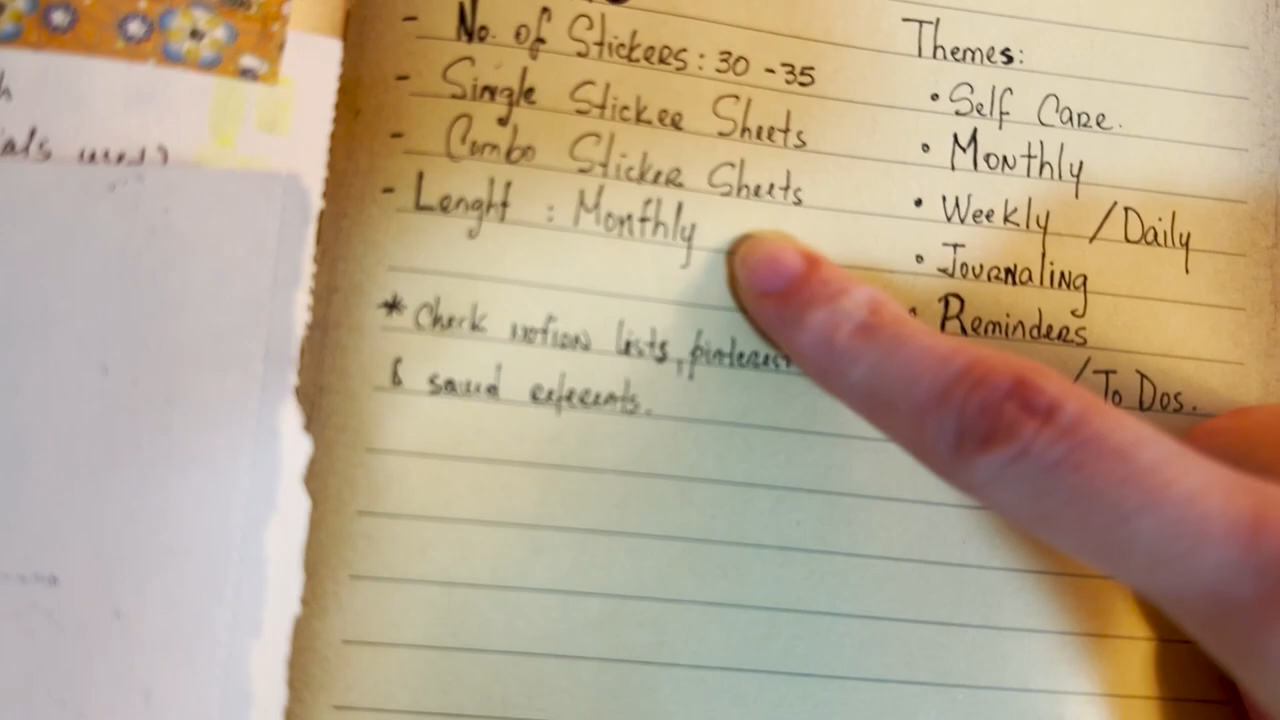 - No. of Stickers: 30 - 35
- Single Sticker Sheets
- Combo Sticker Sheets
- Lenght : Monthly
* Check notion lists, pinterest
& saved
Themes:
• Self Care.
• Monthly
• Weekly / Daily
• Journaling
• Reminders
/ To Dos.